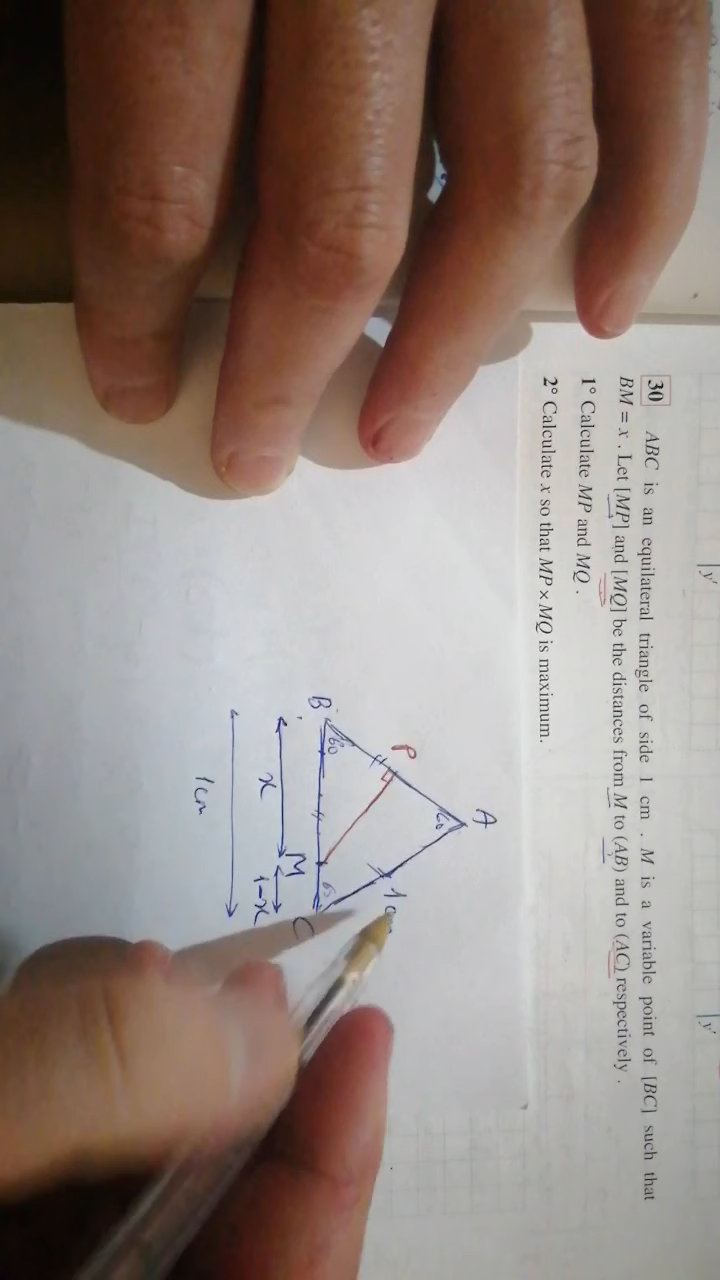 y'
y'
30 ABC is an equilateral triangle of side 1 cm . M is a variable point of [BC] such that
BM = x . Let [MP] and [MQ] be the distances from M to (AB) and to (AC) respectively .
1° Calculate MP and MQ .
2° Calculate x so that MP × MQ is maximum.
A
60
P
1 c
B
60
60
M
C
x
1-x
1cm